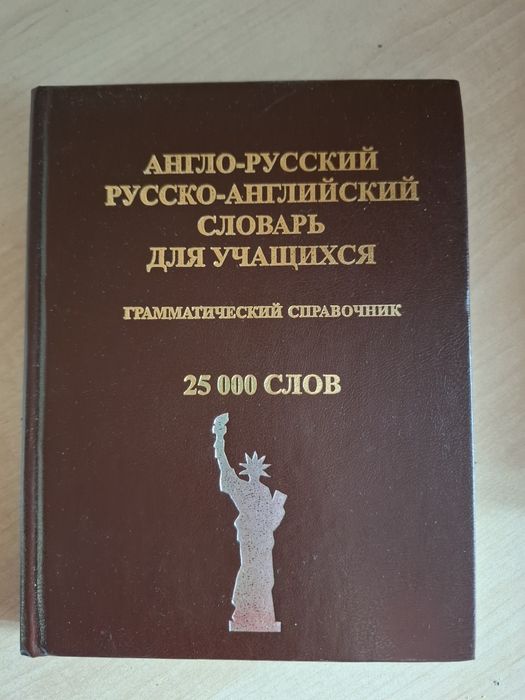 АНГЛО-РУССКИЙ
РУССКО-АНГЛИЙСКИЙ
СЛОВАРЬ
ДЛЯ УЧАЩИХСЯ
ГРАММАТИЧЕСКИЙ СПРАВОЧНИК
25 000 СЛОВ